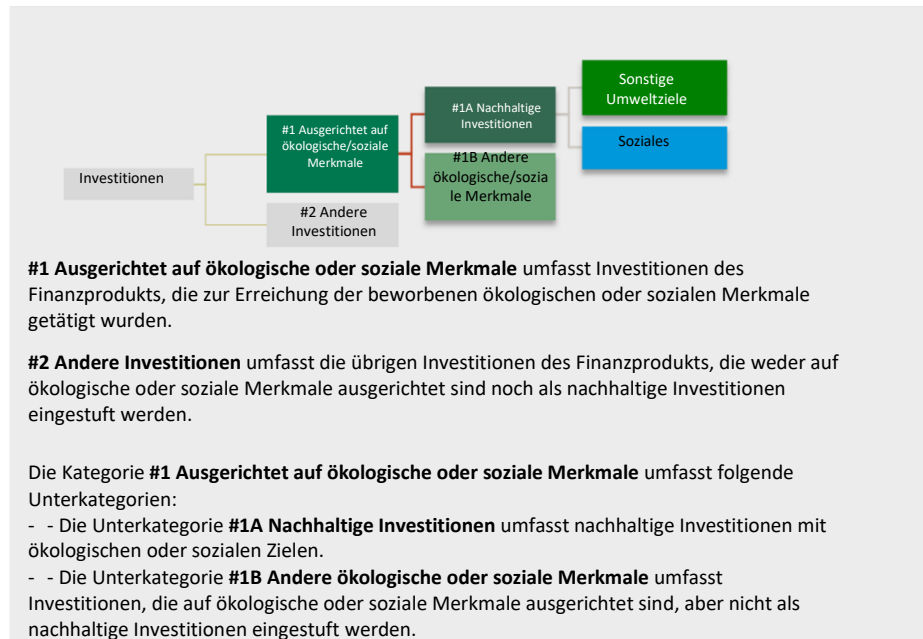 Sonstige
Umweltziele
#1A Nachhaltige
Investitionen
#1 Ausgerichtet auf
ökologische/soziale
Merkmale
Soziales
#1B Andere
ökologische/sozia
le Merkmale
Investitionen
#2 Andere
Investitionen
#1 Ausgerichtet auf ökologische oder soziale Merkmale umfasst Investitionen des
Finanzprodukts, die zur Erreichung der beworbenen ökologischen oder sozialen Merkmale
getätigt wurden.
#2 Andere Investitionen umfasst die übrigen Investitionen des Finanzprodukts, die weder auf
ökologische oder soziale Merkmale ausgerichtet sind noch als nachhaltige Investitionen
eingestuft werden.
Die Kategorie #1 Ausgerichtet auf ökologische oder soziale Merkmale umfasst folgende
Unterkategorien:
- - Die Unterkategorie #1A Nachhaltige Investitionen umfasst nachhaltige Investitionen mit
ökologischen oder sozialen Zielen.
- - Die Unterkategorie #1B Andere ökologische oder soziale Merkmale umfasst
Investitionen, die auf ökologische oder soziale Merkmale ausgerichtet sind, aber nicht als
nachhaltige Investitionen eingestuft werden.